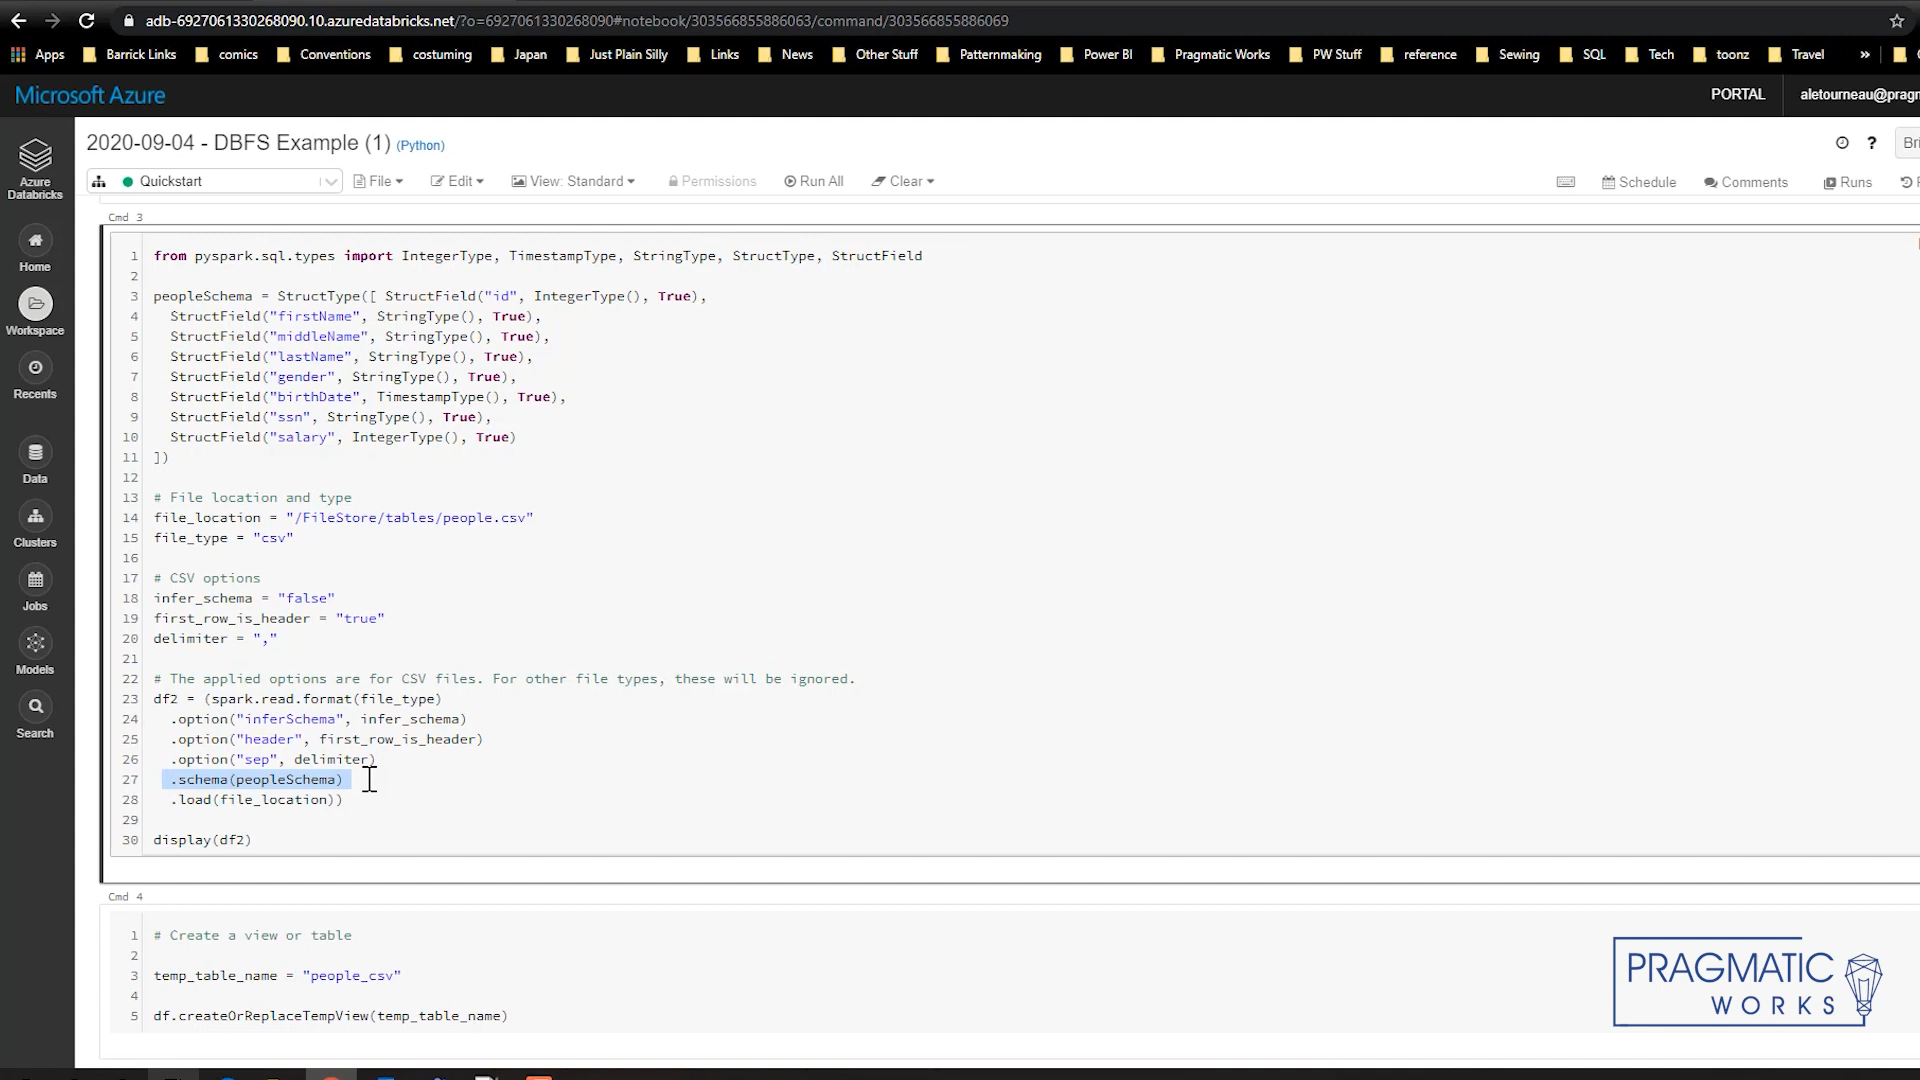 adb-6927061330268090.10.azuredatabricks.net/?o=6927061330268090#notebook/303566855886063/command/303566855886069
Apps Barrick Links comics Conventions costuming Japan Just Plain Silly Links News Other Stuff Patternmaking Power BI Pragmatic Works PW Stuff reference Sewing SQL Tech toonz Travel »
Microsoft Azure PORTAL aletourneau@pragm
2020-09-04 - DBFS Example (1) (Python) ? Bri
Quickstart File Edit View: Standard Permissions Run All Clear Schedule Comments Runs
Azure
Databricks
Home
Workspace
Recents
Data
Clusters
Jobs
Models
Search
Cmd 3
1 from pyspark.sql.types import IntegerType, TimestampType, StringType, StructType, StructField
2
3 peopleSchema = StructType([ StructField("id", IntegerType(), True),
4 StructField("firstName", StringType(), True),
5 StructField("middleName", StringType(), True),
6 StructField("lastName", StringType(), True),
7 StructField("gender", StringType(), True),
8 StructField("birthDate", TimestampType(), True),
9 StructField("ssn", StringType(), True),
10 StructField("salary", IntegerType(), True)
11 ])
12
13 # File location and type
14 file_location = "/FileStore/tables/people.csv"
15 file_type = "csv"
16
17 # CSV options
18 infer_schema = "false"
19 first_row_is_header = "true"
20 delimiter = ","
21
22 # The applied options are for CSV files. For other file types, these will be ignored.
23 df2 = (spark.read.format(file_type)
24 .option("inferSchema", infer_schema)
25 .option("header", first_row_is_header)
26 .option("sep", delimiter)
27 .schema(peopleSchema)
28 .load(file_location))
29
30 display(df2)
Cmd 4
1 # Create a view or table
2
3 temp_table_name = "people_csv"
4
5 df.createOrReplaceTempView(temp_table_name)
PRAGMATIC
WORKS